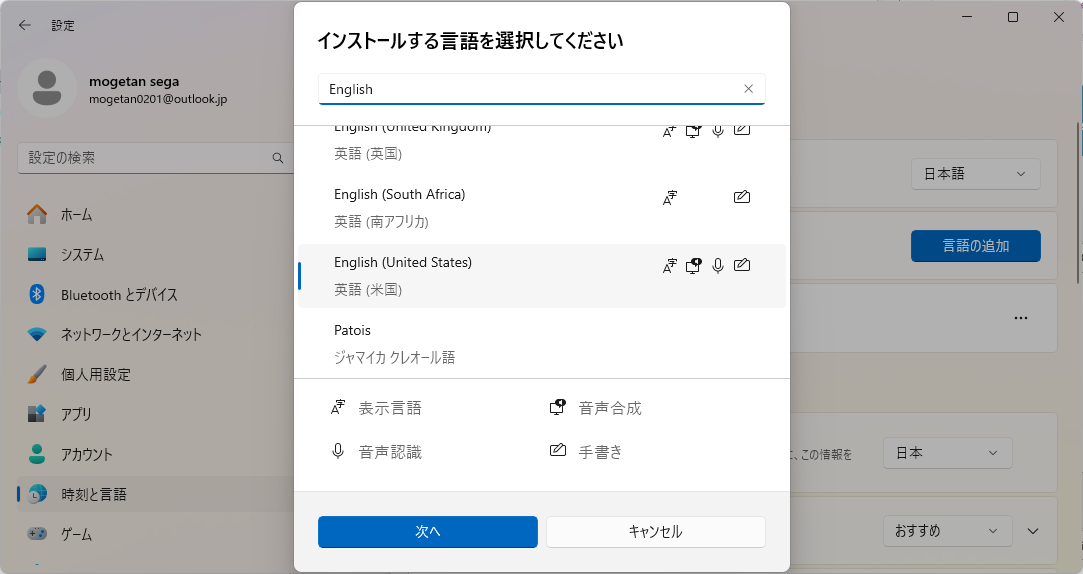 設定
mogetan sega
mogetan0201@outlook.jp
設定の検索
ホーム
システム
Bluetooth とデバイス
ネットワークとインターネット
個人用設定
アプリ
アカウント
時刻と言語
ゲーム
インストールする言語を選択してください
English
English (United Kingdom)
英語 (英国)
English (South Africa)
英語 (南アフリカ)
English (United States)
英語 (米国)
Patois
ジャマイカ クレオール語
表示言語
音声合成
音声認識
手書き
次へ
キャンセル
日本語
言語の追加
に、この情報を
日本
おすすめ